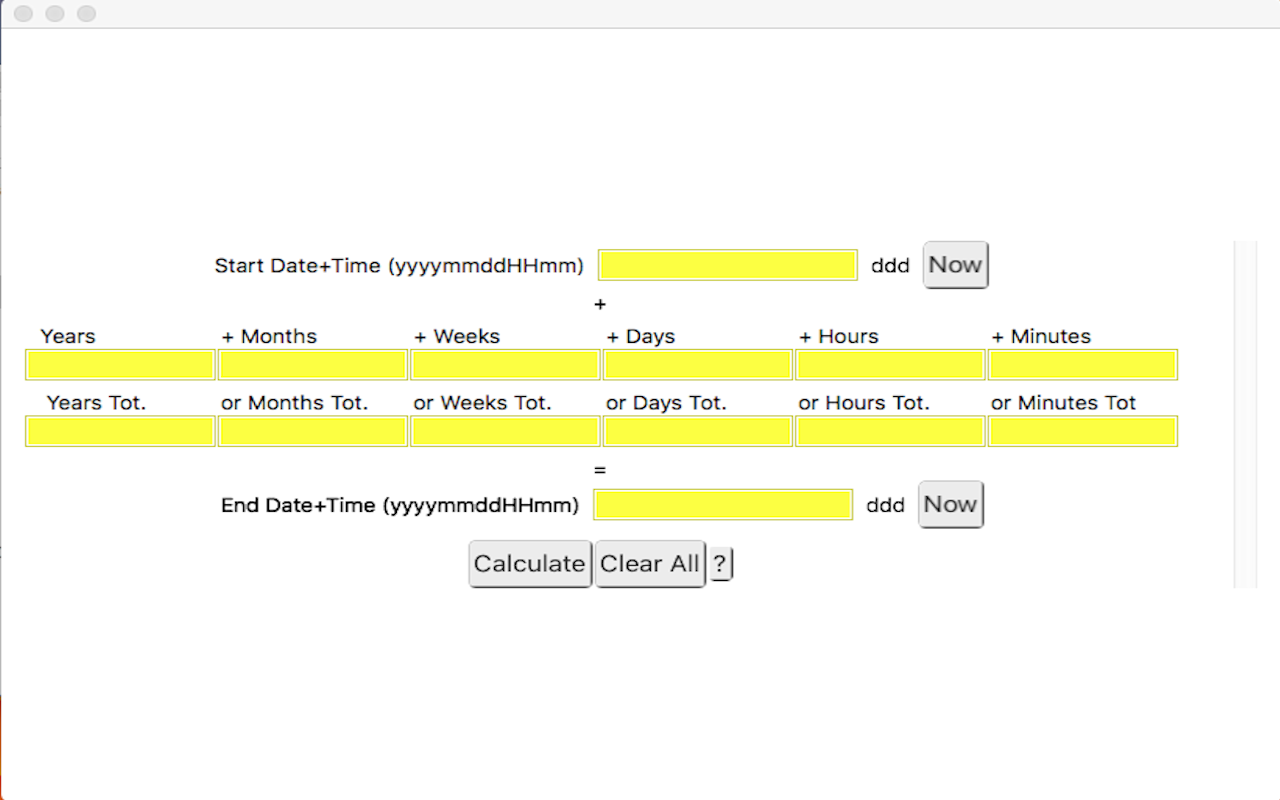 Start Date+Time (yyyymmddHHmm) ddd Now
+
Years + Months + Weeks + Days + Hours + Minutes
Years Tot. or Months Tot. or Weeks Tot. or Days Tot. or Hours Tot. or Minutes Tot
=
End Date+Time (yyyymmddHHmm) ddd Now
Calculate Clear All ?